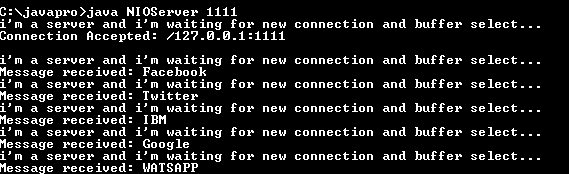 C:\javapro>java NIOServer 1111
i'm a server and i'm waiting for new connection and buffer select...
Connection Accepted: /127.0.0.1:1111
i'm a server and i'm waiting for new connection and buffer select...
Message received: Facebook
i'm a server and i'm waiting for new connection and buffer select...
Message received: Twitter
i'm a server and i'm waiting for new connection and buffer select...
Message received: IBM
i'm a server and i'm waiting for new connection and buffer select...
Message received: Google
i'm a server and i'm waiting for new connection and buffer select...
Message received: WATSAPP